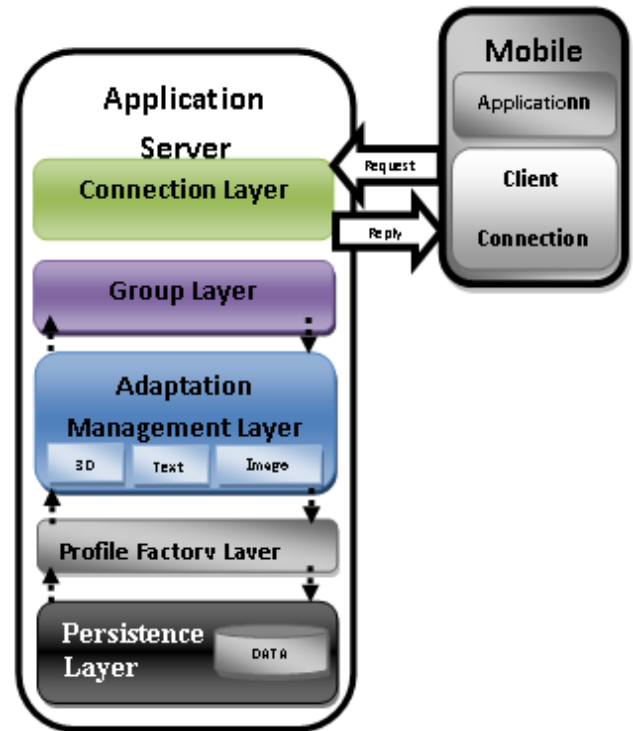 Application
Server
Connection Layer
Group Layer
Adaptation
Management Layer
3D
Text
Image
Profile Factory Layer
Persistence
Layer
DATA
Request
Reply
Mobile
Applicationn
Client
Connection